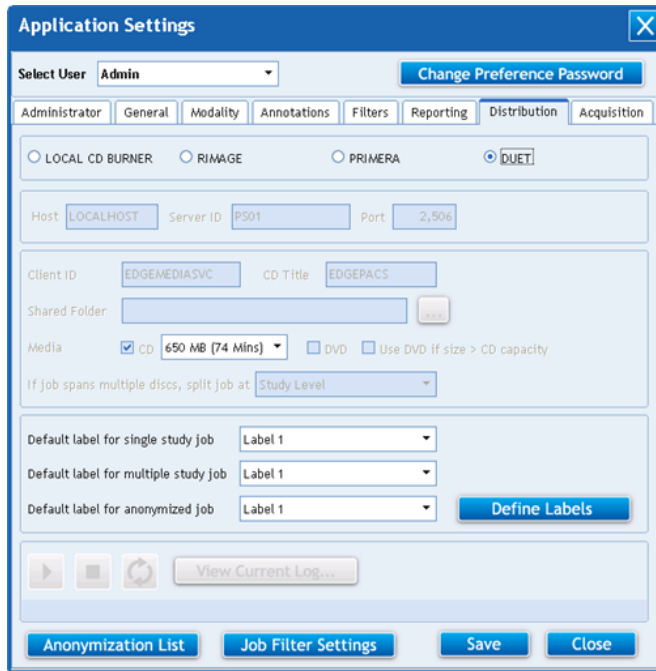 Application Settings
Select User Admin Change Preference Password
Administrator General Modality Annotations Filters Reporting Distribution Acquisition
LOCAL CD BURNER RIMAGE PRIMERA DUET
Host LOCALHOST Server ID PS01 Port 2,506
Client ID EDGEMEDIASVC CD Title EDGEPACS
Shared Folder ...
Media CD 650 MB (74 Mins) DVD Use DVD if size > CD capacity
If job spans multiple discs, split job at Study Level
Default label for single study job Label 1
Default label for multiple study job Label 1
Default label for anonymized job Label 1 Define Labels
View Current Log...
Anonymization List Job Filter Settings Save Close